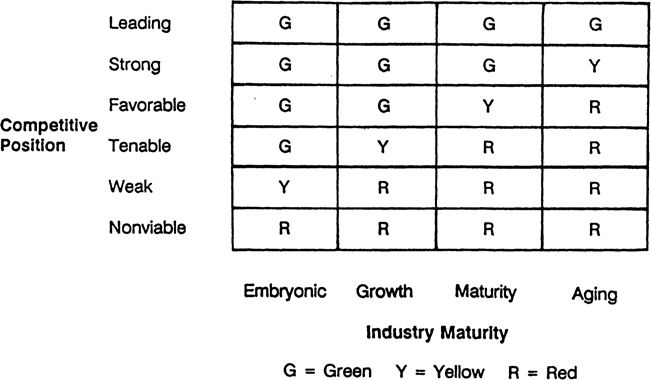 Leading G G G G
Strong G G G Y
Favorable G G Y R
Competitive
Position
Tenable G Y R R
Weak Y R R R
Nonviable R R R R
Embryonic Growth Maturity Aging
Industry Maturity
G = Green Y = Yellow R = Red